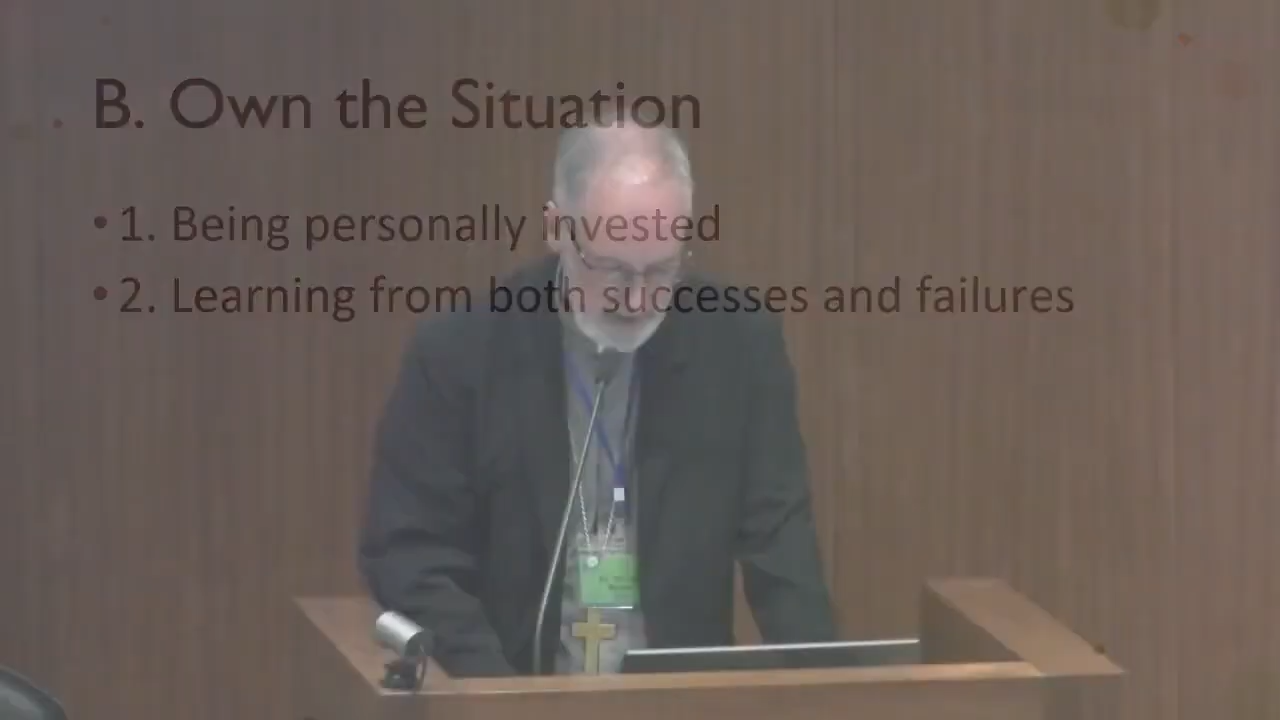 B. Own the Situation
• 1. Being personally invested
• 2. Learning from both successes and failures